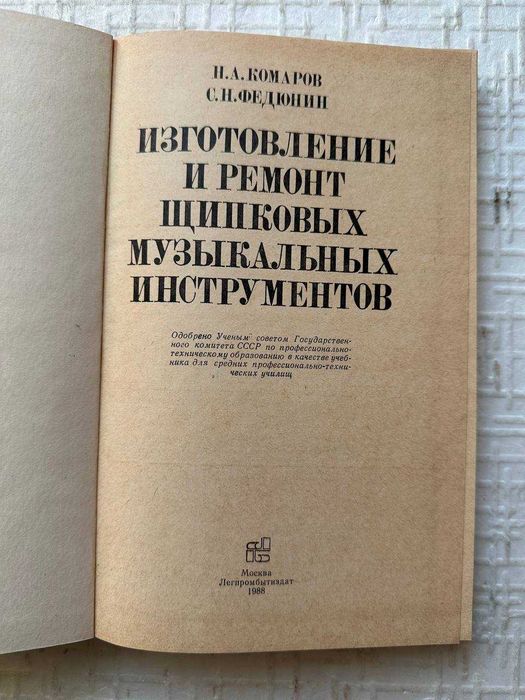 Н.А.КОМАРОВ
С.Н.ФЕДЮНИН
ИЗГОТОВЛЕНИЕ
И РЕМОНТ
ЩИПКОВЫХ
МУЗЫКАЛЬНЫХ
ИНСТРУМЕНТОВ
Одобрено Ученым советом Государствен-
ного комитета СССР по профессионально-
техническому образованию в качестве учеб-
ника для средних профессионально-техни-
ческих училищ
Москва
Легпромбытиздат
1988